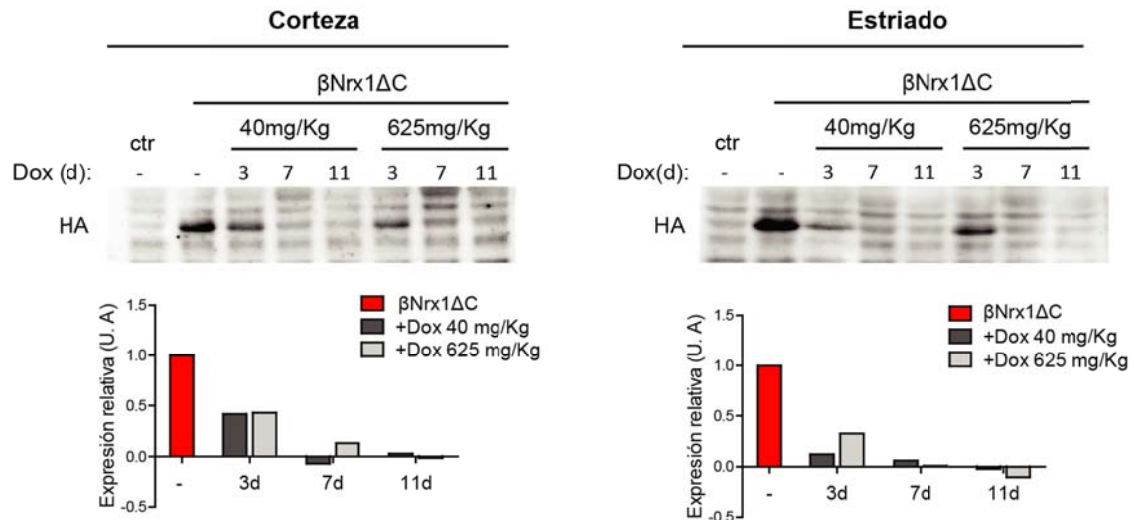 Corteza
βNrx1ΔC
40mg/Kg 625mg/Kg
ctr
Dox (d): - - 3 7 11 3 7 11
HA
Expresión relativa (U. A)
1.5
1.0
0.5
0.0
-0.5
- 3d 7d 11d
βNrx1ΔC
+Dox 40 mg/Kg
+Dox 625 mg/Kg
Estriado
βNrx1ΔC
40mg/Kg 625mg/Kg
ctr
Dox(d): - - 3 7 11 3 7 11
HA
Expresión relativa (U. A)
1.5
1.0
0.5
0.0
-0.5
- 3d 7d 11d
βNrx1ΔC
+Dox 40 mg/Kg
+Dox 625 mg/Kg